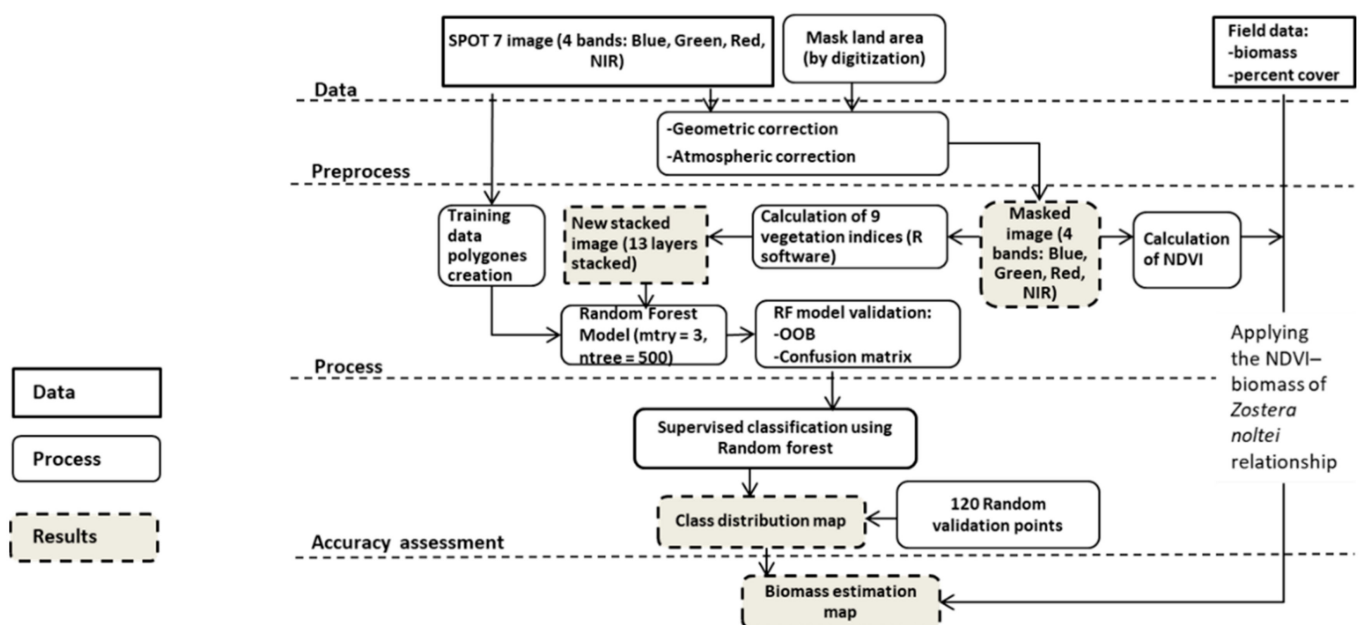 SPOT 7 image (4 bands: Blue, Green, Red,
NIR)
Mask land area
(by digitization)
Field data:
-biomass
-percent cover
Data
-Geometric correction
-Atmospheric correction
Preprocess
Training
data
polygones
creation
New stacked
image (13 layers
stacked)
Calculation of 9
vegetation indices (R
software)
Masked
image (4
bands: Blue,
Green, Red,
NIR)
Calculation
of NDVI
Random Forest
Model (mtry = 3,
ntree = 500)
RF model validation:
-OOB
-Confusion matrix
Applying
the NDVI–
biomass of
Zostera
noltei
relationship
Process
Data
Process
Results
Supervised classification using
Random forest
Class distribution map
120 Random
validation points
Accuracy assessment
Biomass estimation
map